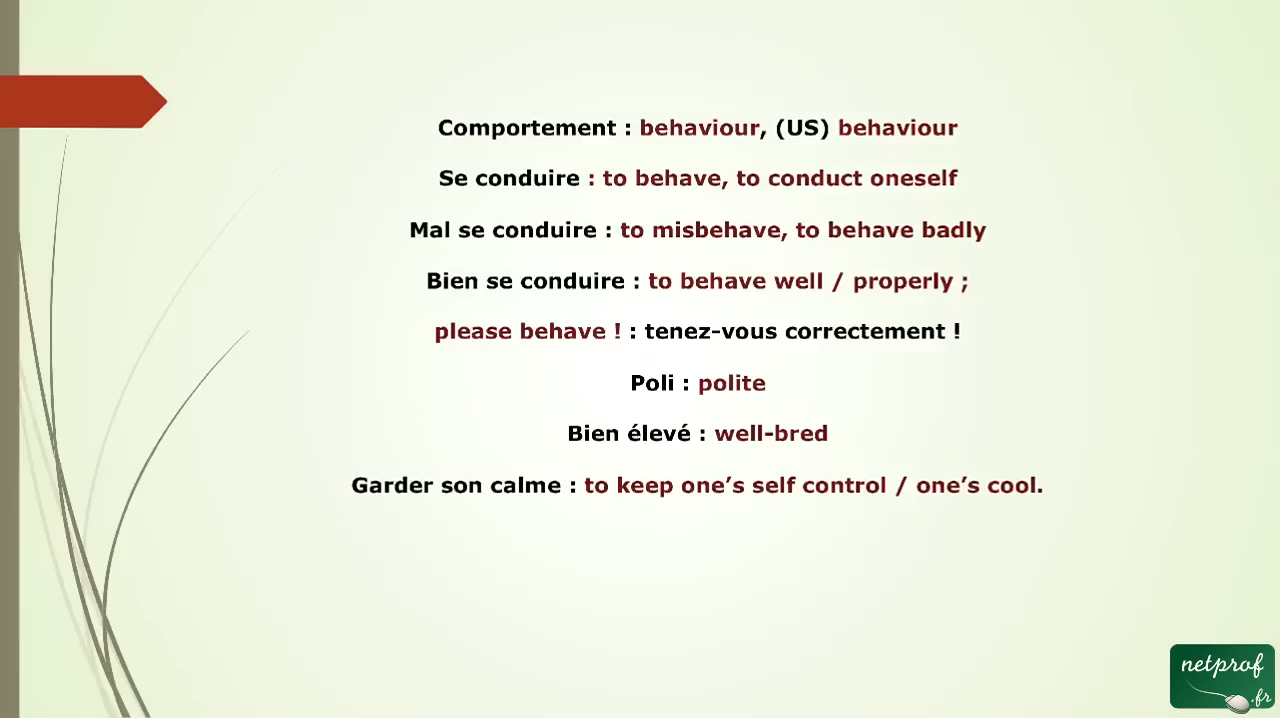 Comportement : behaviour, (US) behaviour
Se conduire : to behave, to conduct oneself
Mal se conduire : to misbehave, to behave badly
Bien se conduire : to behave well / properly ;
please behave ! : tenez-vous correctement !
Poli : polite
Bien élevé : well-bred
Garder son calme : to keep one’s self control / one’s cool.
netprof
.fr